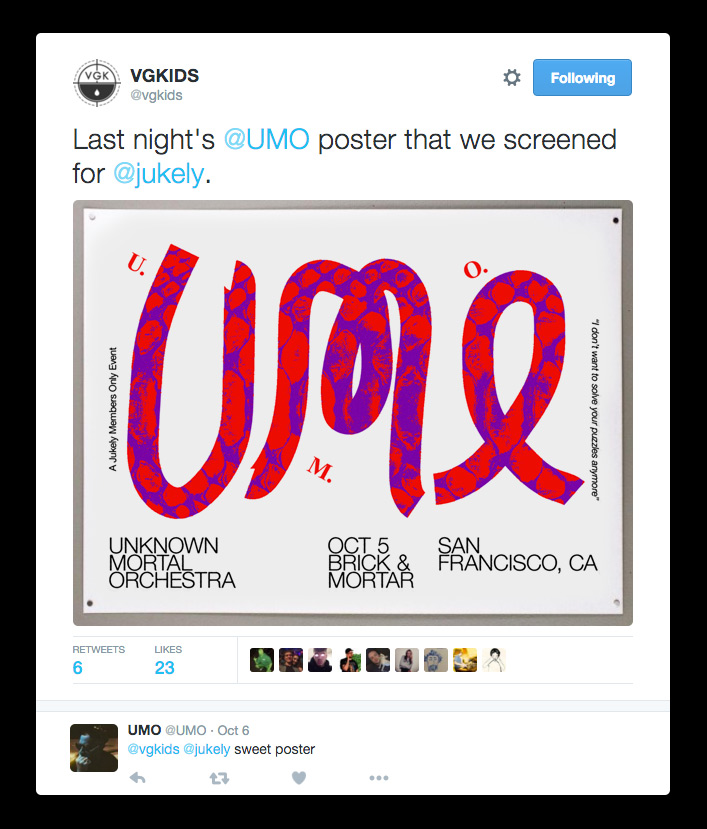 VGK
VGKIDS
@vgkids
Following
Last night's @UMO poster that we screened
for @jukely.
U.
O.
umo
M.
A Jukely Members Only Event
"I don't want to solve your puzzles anymore"
UNKNOWN
MORTAL
ORCHESTRA
OCT 5
BRICK &
MORTAR
SAN
FRANCISCO, CA
RETWEETS
6
LIKES
23
UMO @UMO · Oct 6
@vgkids @jukely sweet poster